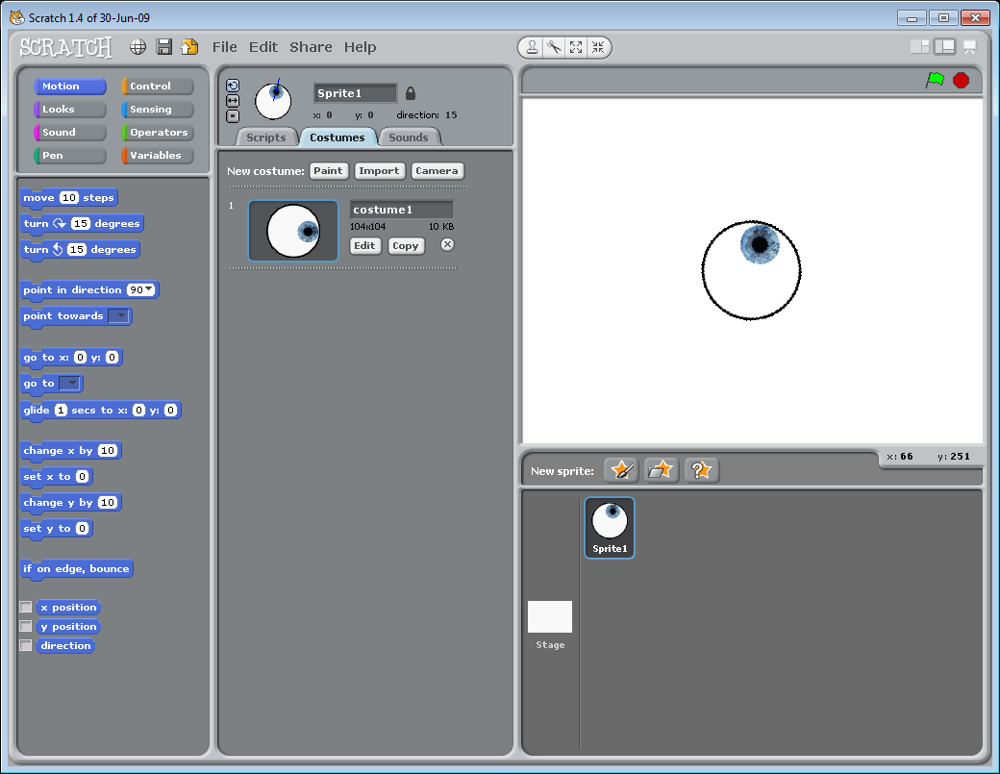 Scratch 1.4 of 30-Jun-09
SCRATCH File Edit Share Help
Motion Control
Looks Sensing
Sound Operators
Pen Variables
move 10 steps
turn 15 degrees
turn 15 degrees
point in direction 90
point towards
go to x: 0 y: 0
go to
glide 1 secs to x: 0 y: 0
change x by 10
set x to 0
change y by 10
set y to 0
if on edge, bounce
x position
y position
direction
Sprite1
x: 0 y: 0 direction: 15
Scripts Costumes Sounds
New costume: Paint Import Camera
1
costume1
104x104 10 KB
Edit Copy
x: 66 y: 251
New sprite:
Sprite1
Stage